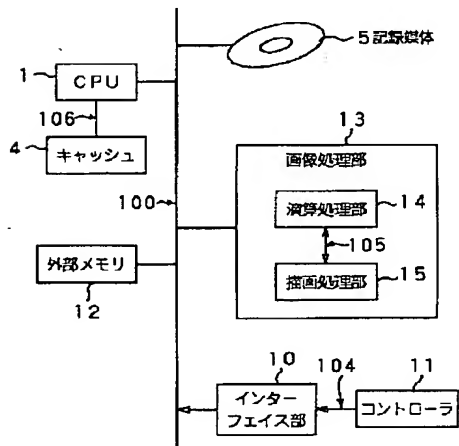 5 記録媒体
1
CPU
106
4
キャッシュ
13
画像処理部
100
演算処理部
14
105
外部メモリ
12
描画処理部
15
10
104
11
インター
フェイス部
コントローラ